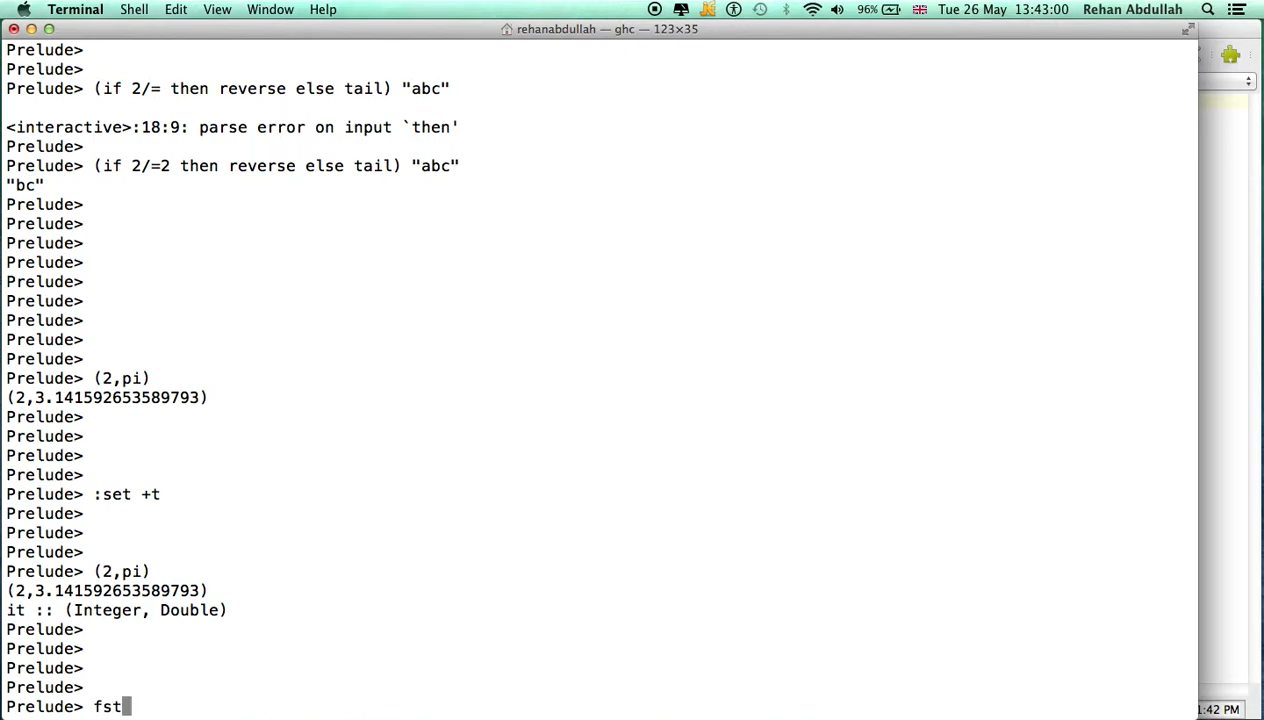 Terminal Shell Edit View Window Help 96% Tue 26 May 13:43:00 Rehan Abdullah
rehanabdullah — ghc — 123×35
Prelude>
Prelude>
Prelude> (if 2/= then reverse else tail) "abc"
<interactive>:18:9: parse error on input `then'
Prelude>
Prelude> (if 2/=2 then reverse else tail) "abc"
"bc"
Prelude>
Prelude>
Prelude>
Prelude>
Prelude>
Prelude>
Prelude>
Prelude>
Prelude>
Prelude> (2,pi)
(2,3.141592653589793)
Prelude>
Prelude>
Prelude>
Prelude>
Prelude> :set +t
Prelude>
Prelude>
Prelude>
Prelude> (2,pi)
(2,3.141592653589793)
it :: (Integer, Double)
Prelude>
Prelude>
Prelude>
Prelude>
Prelude> fst
1:42 PM